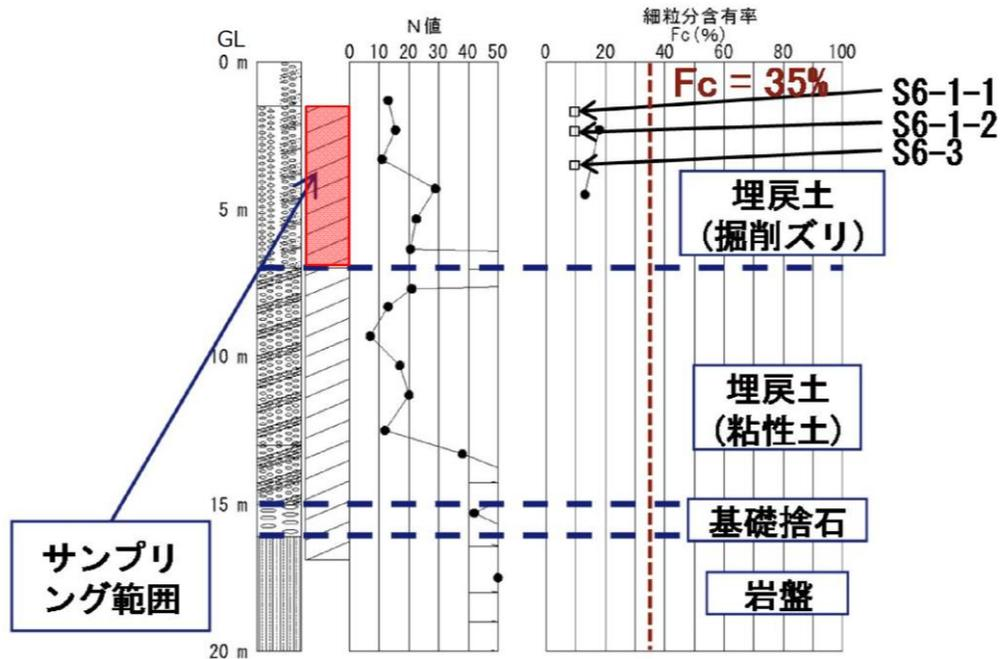 GL
N値
0 10 20 30 40 50
細粒分含有率
Fc(%)
0 20 40 60 80 100
Fc = 35%
0 m
5 m
10 m
15 m
20 m
S6-1-1
S6-1-2
S6-3
埋戻土
(掘削ズリ)
埋戻土
(粘性土)
基礎捨石
岩盤
サンプリ
ング範囲